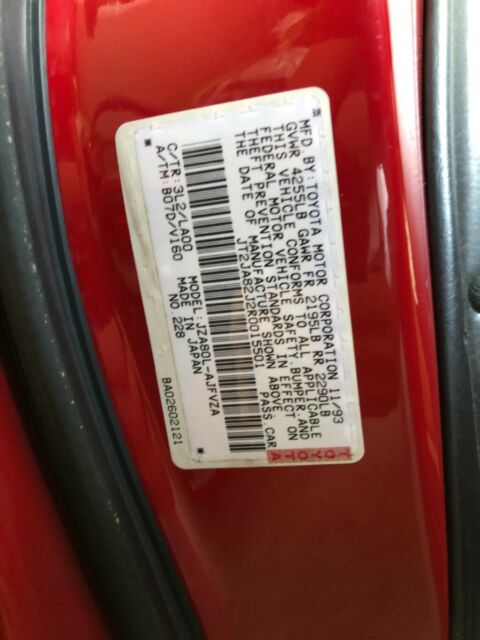 MFD. BY: TOYOTA MOTOR CORPORATION 11/93
GVWR 4255LB GAWR FR 2195LB RR 2290LB
THIS VEHICLE CONFORMS TO ALL APPLICABLE
FEDERAL MOTOR VEHICLE SAFETY, BUMPER, AND
THEFT PREVENTION STANDARDS IN EFFECT ON
THE DATE OF MANUFACTURE SHOWN ABOVE.
JT2JA82J2R0015501 PASS.CAR
C/TR: 3L2/LA00 MODEL: JZA80L-AJFVZA
A/TM: B07D/V160 MADE IN JAPAN
NO 228
BA02602121
TOYOTA